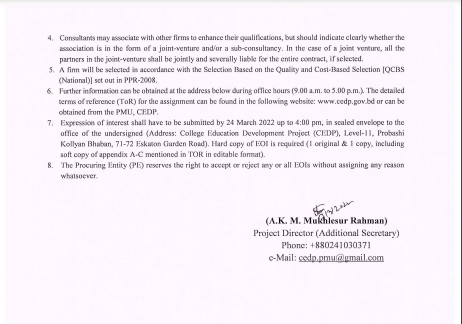 4. Consultants may associate with other firms to enhance their qualifications, but should indicate clearly whether the
association is in the form of a joint-venture and/or a sub-consultancy. In the case of a joint venture, all the
partners in the joint-venture shall be jointly and severally liable for the entire contract, if selected.
5. A firm will be selected in accordance with the Selection Based on the Quality and Cost-Based Selection [QCBS
(National)] set out in PPR-2008.
6. Further information can be obtained at the address below during office hours (9.00 a.m. to 5.00 p.m.). The detailed
terms of reference (ToR) for the assignment can be found in the following website: www.cedp.gov.bd or can be
obtained from the PMU, CEDP.
7. Expression of interest shall have to be submitted by 24 March 2022 up to 4:00 pm, in sealed envelope to the
office of the undersigned (Address: College Education Development Project (CEDP), Level-11, Probashi
Kollyan Bhaban, 71-72 Eskaton Garden Road). Hard copy of EOI is required (1 original & 1 copy, including
soft copy of appendix A-C mentioned in TOR in editable format).
8. The Procuring Entity (PE) reserves the right to accept or reject any or all EOIs without assigning any reason
whatsoever.
(A.K. M. Mukhlesur Rahman)
Project Director (Additional Secretary)
Phone: +880241030371
e-Mail: cedp.pmu@gmail.com